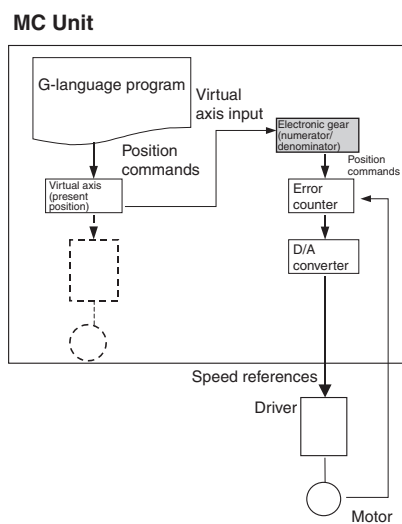 MC Unit
G-language program
Virtual
axis input
Electronic gear
(numerator/
denominator)
Position
commands
Position
commands
Virtual axis
(present
position)
Error
counter
D/A
converter
Speed references
Driver
Motor